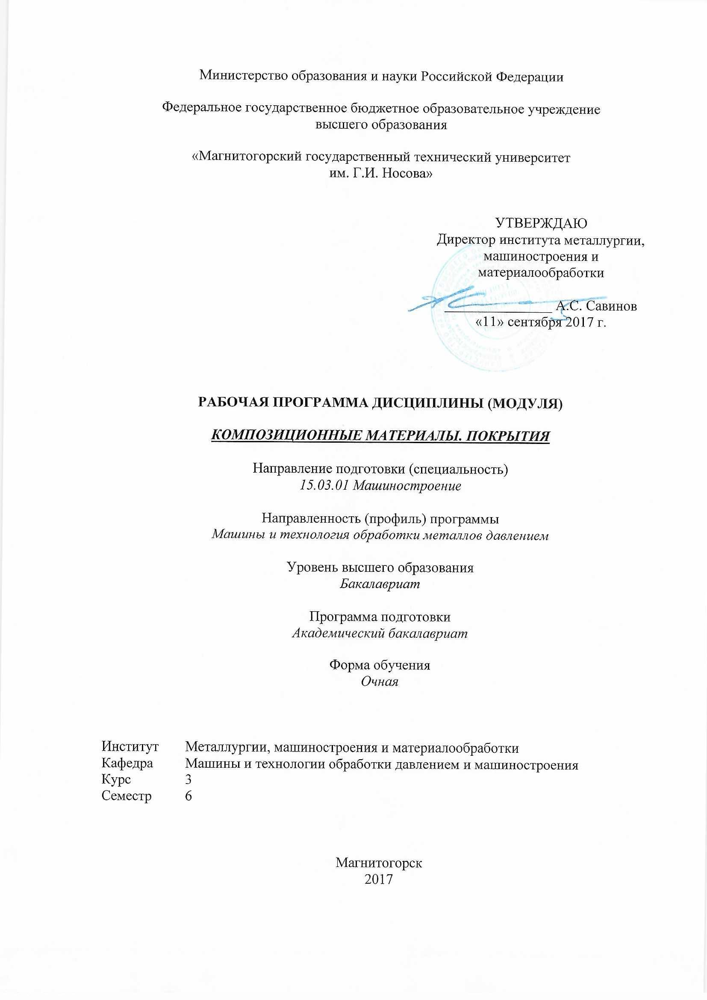 Министерство образования и науки Российской Федерации
Федеральное государственное бюджетное образовательное учреждение
высшего образования
«Магнитогорский государственный технический университет
им. Г.И. Носова»
УТВЕРЖДАЮ
Директор института металлургии,
машиностроения и
материалообработки
А.С. Савинов
«11» сентября 2017 г.
РАБОЧАЯ ПРОГРАММА ДИСЦИПЛИНЫ (МОДУЛЯ)
КОМПОЗИЦИОННЫЕ МАТЕРИАЛЫ. ПОКРЫТИЯ
Направление подготовки (специальность)
15.03.01 Машиностроение
Направленность (профиль) программы
Машины и технология обработки металлов давлением
Уровень высшего образования
Бакалавриат
Программа подготовки
Академический бакалавриат
Форма обучения
Очная
Институт Металлургии, машиностроения и материалообработки
Кафедра Машины и технологии обработки давлением и машиностроения
Курс 3
Семестр 6
Магнитогорск
2017